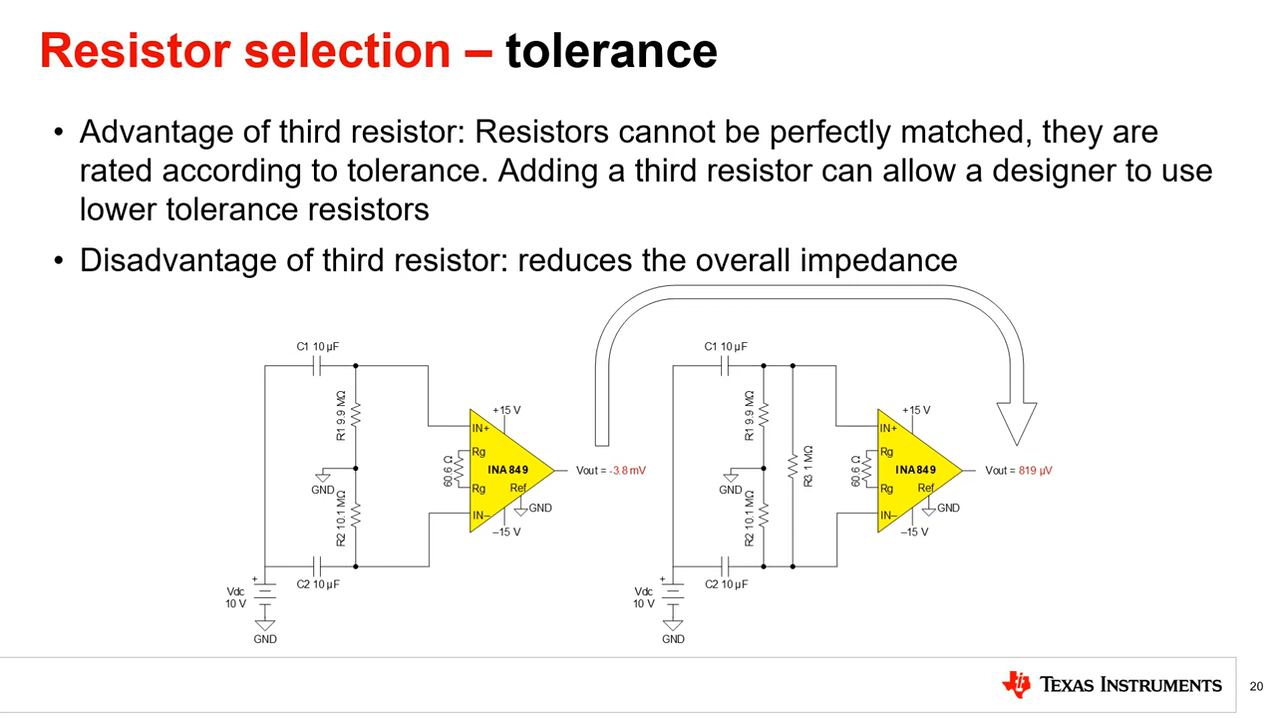 Resistor selection – tolerance
• Advantage of third resistor: Resistors cannot be perfectly matched, they are
rated according to tolerance. Adding a third resistor can allow a designer to use
lower tolerance resistors
• Disadvantage of third resistor: reduces the overall impedance
C1 10 µF
R1 9.9 MΩ
GND
R2 10.1 MΩ
C2 10 µF
+
Vdc
10 V
GND
60.6 Ω
+15 V
IN+
Rg
INA849
Rg
Ref
IN–
GND
–15 V
Vout = -3.8 mV
C1 10 µF
R1 9.9 MΩ
GND
R2 10.1 MΩ
R3 1 MΩ
C2 10 µF
+
Vdc
10 V
GND
60.6 Ω
+15 V
IN+
Rg
INA849
Rg
Ref
IN–
GND
–15 V
Vout = 819 µV
TEXAS INSTRUMENTS
20